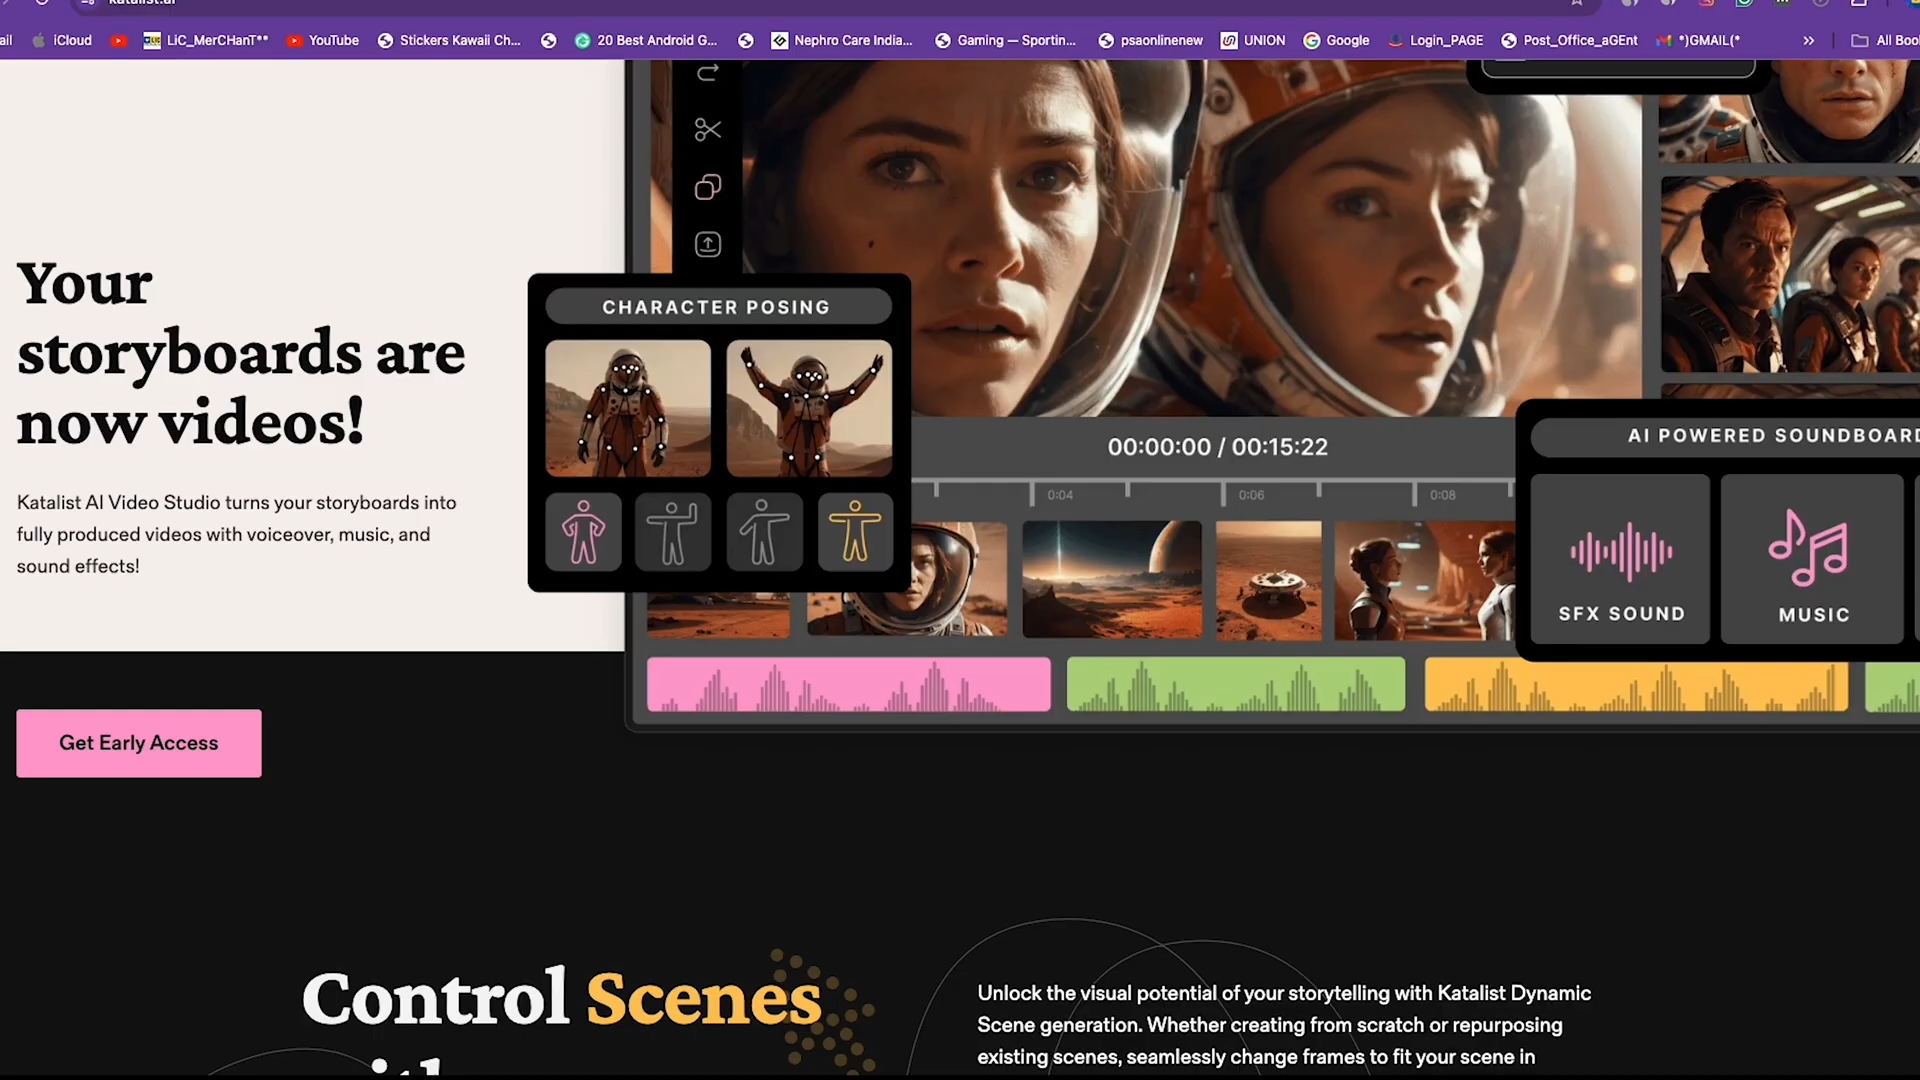 katalist.ai
iCloud
LiC_MerCHanT**
YouTube
Stickers Kawaii Ch...
20 Best Android G...
Nephro Care India...
Gaming — Sportin...
psaonlinenew
UNION
Google
Login_PAGE
Post_Office_aGEnt
*)GMAIL(*
»
All Boo
Your
storyboards are
now videos!
Katalist AI Video Studio turns your storyboards into
fully produced videos with voiceover, music, and
sound effects!
Get Early Access
CHARACTER POSING
00:00:00 / 00:15:22
0:04
0:06
0:08
AI POWERED SOUNDBOARD
SFX SOUND
MUSIC
Control Scenes
Unlock the visual potential of your storytelling with Katalist Dynamic
Scene generation. Whether creating from scratch or repurposing
existing scenes, seamlessly change frames to fit your scene in